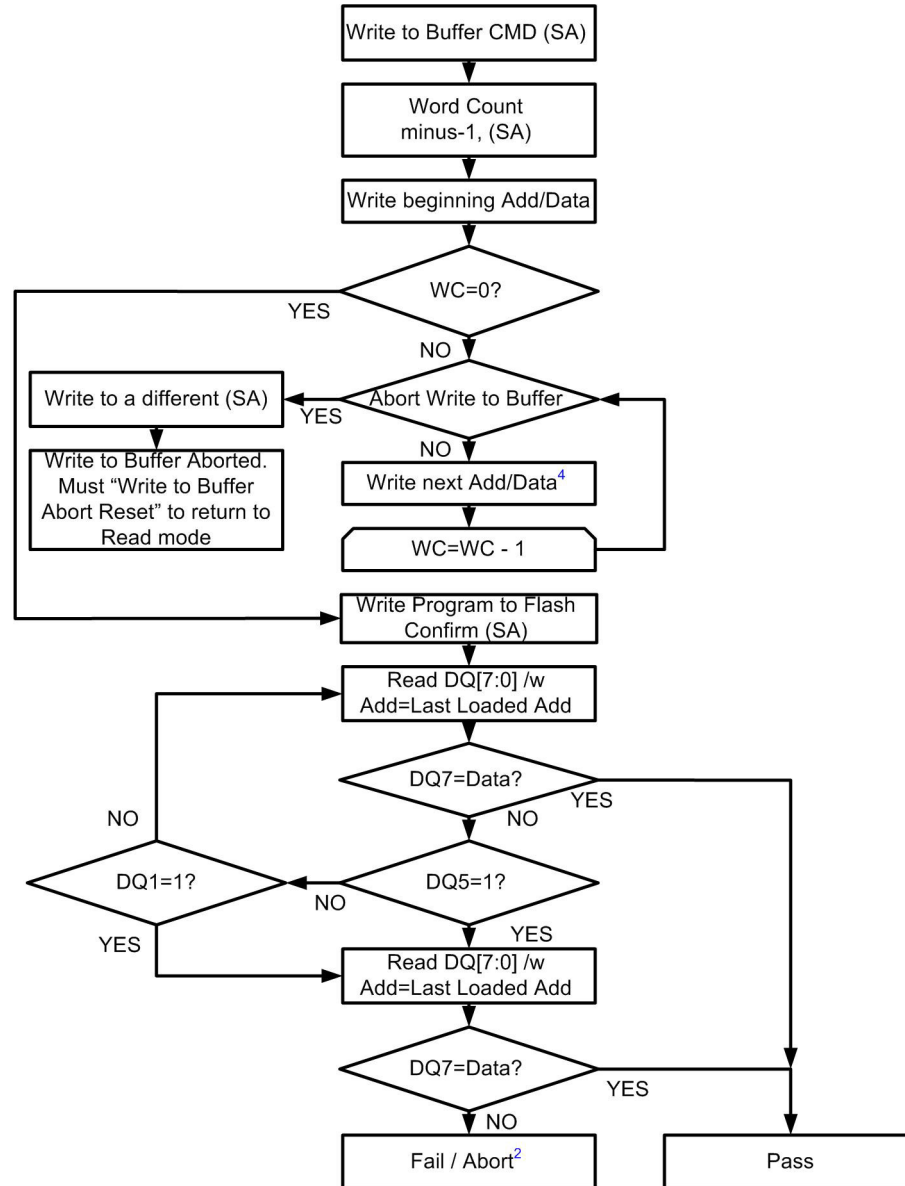 Write to Buffer CMD (SA)
Word Count
minus-1, (SA)
Write beginning Add/Data
WC=0?
YES
NO
Write to a different (SA)
YES
Abort Write to Buffer
NO
Write to Buffer Aborted.
Must “Write to Buffer
Abort Reset” to return to
Read mode
Write next Add/Data4
WC=WC - 1
Write Program to Flash
Confirm (SA)
Read DQ[7:0] /w
Add=Last Loaded Add
DQ7=Data?
YES
NO
NO
DQ1=1?
NO
DQ5=1?
YES
YES
Read DQ[7:0] /w
Add=Last Loaded Add
DQ7=Data?
YES
NO
Fail / Abort2
Pass